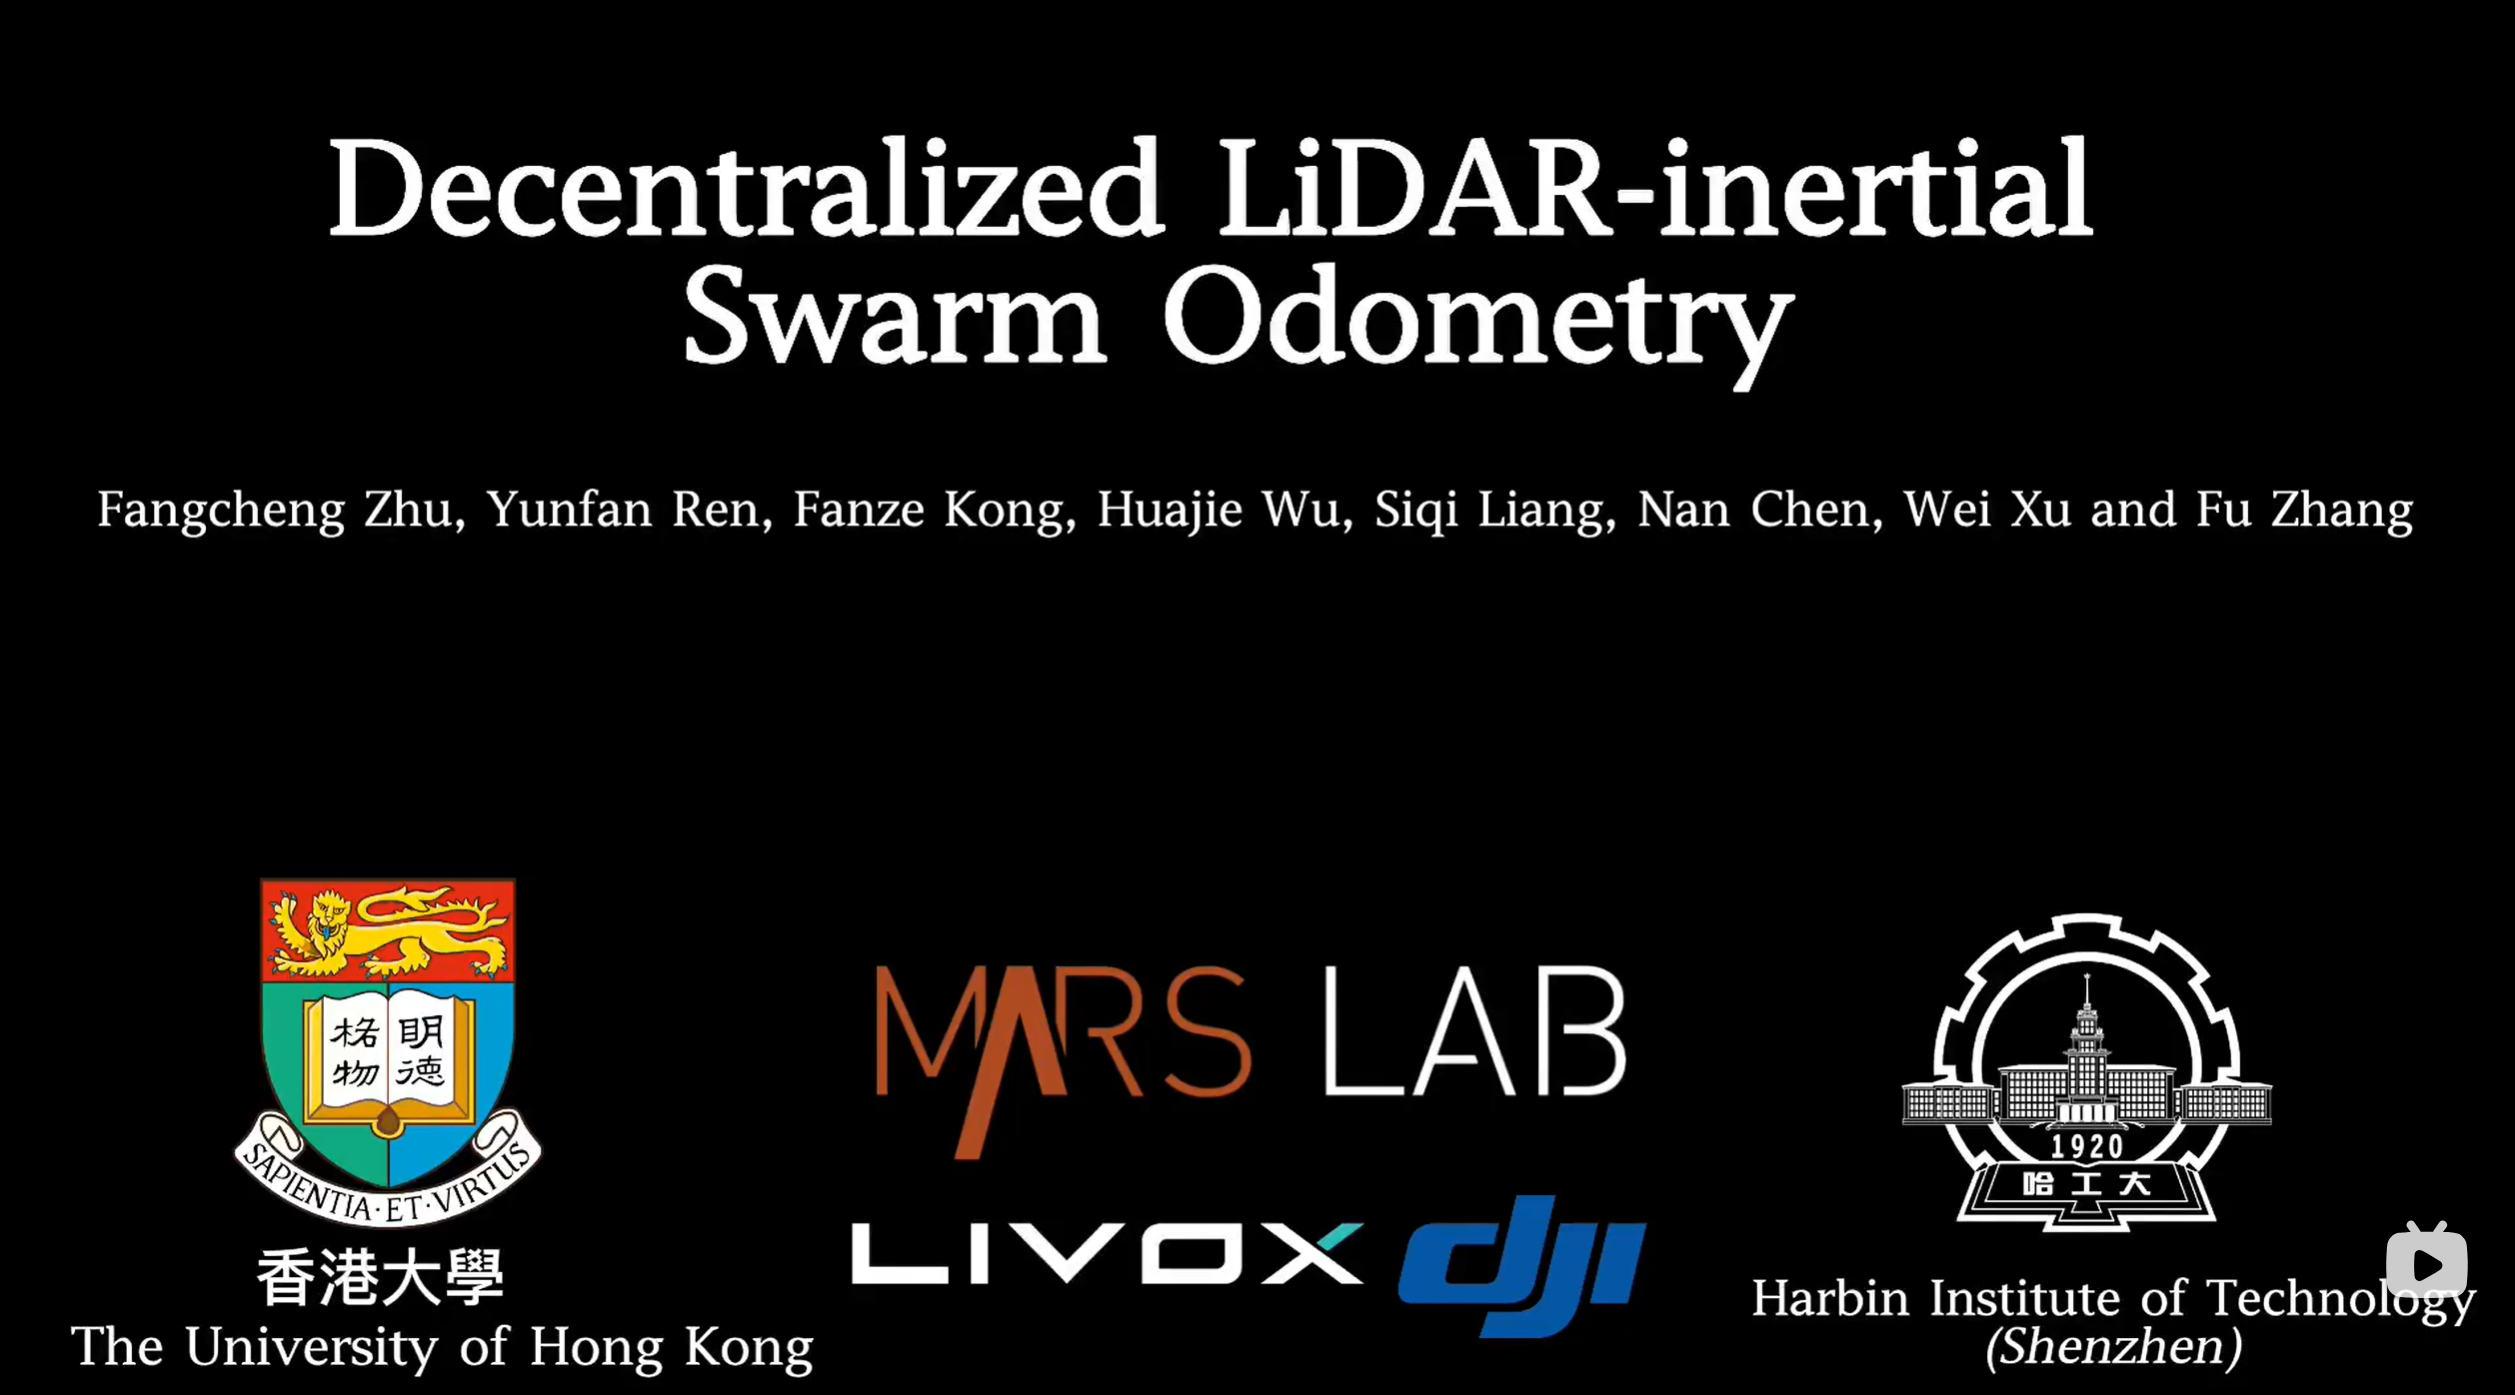 Decentralized LiDAR-inertial
Swarm Odometry
Fangcheng Zhu, Yunfan Ren, Fanze Kong, Huajie Wu, Siqi Liang, Nan Chen, Wei Xu and Fu Zhang
明 格
德 物
SAPIENTIA·ET·VIRTUS
香港大學
The University of Hong Kong
MARS LAB
LIVOX dji
1920
哈工大
Harbin Institute of Technology
(Shenzhen)